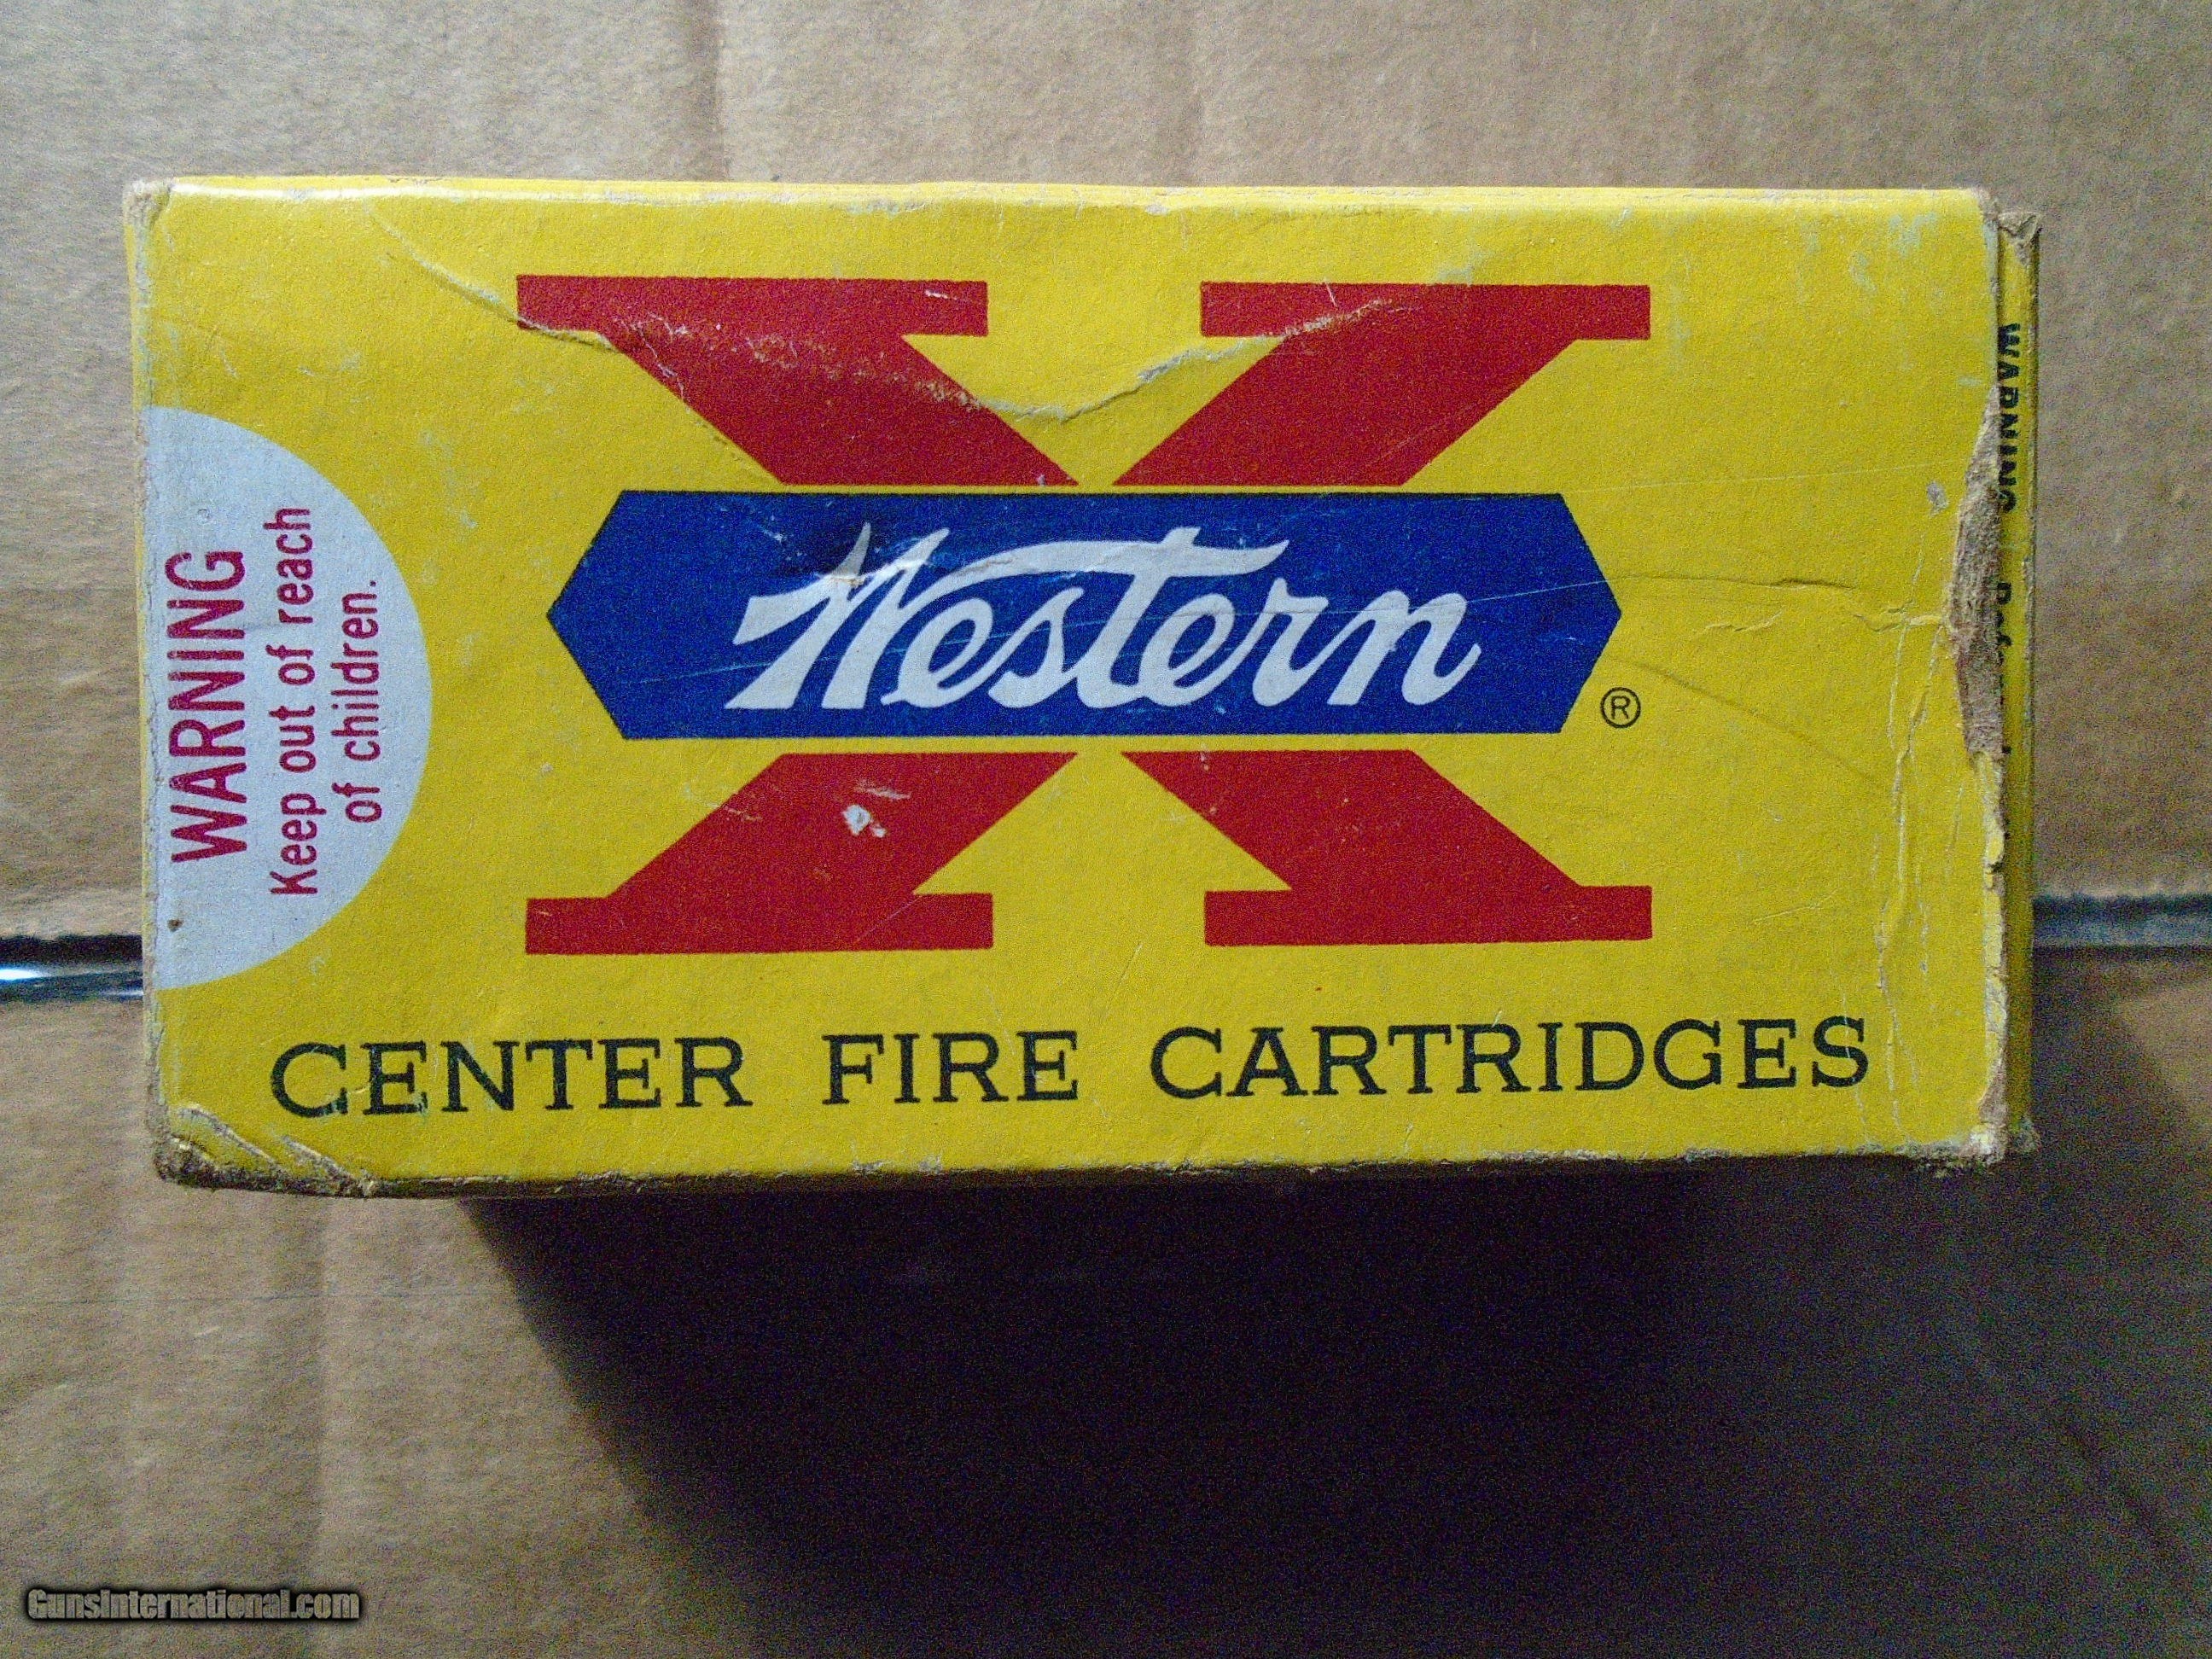 X
Western
®
WARNING
Keep out of reach
of children.
CENTER FIRE CARTRIDGES
WARNING
GunsInternational.com